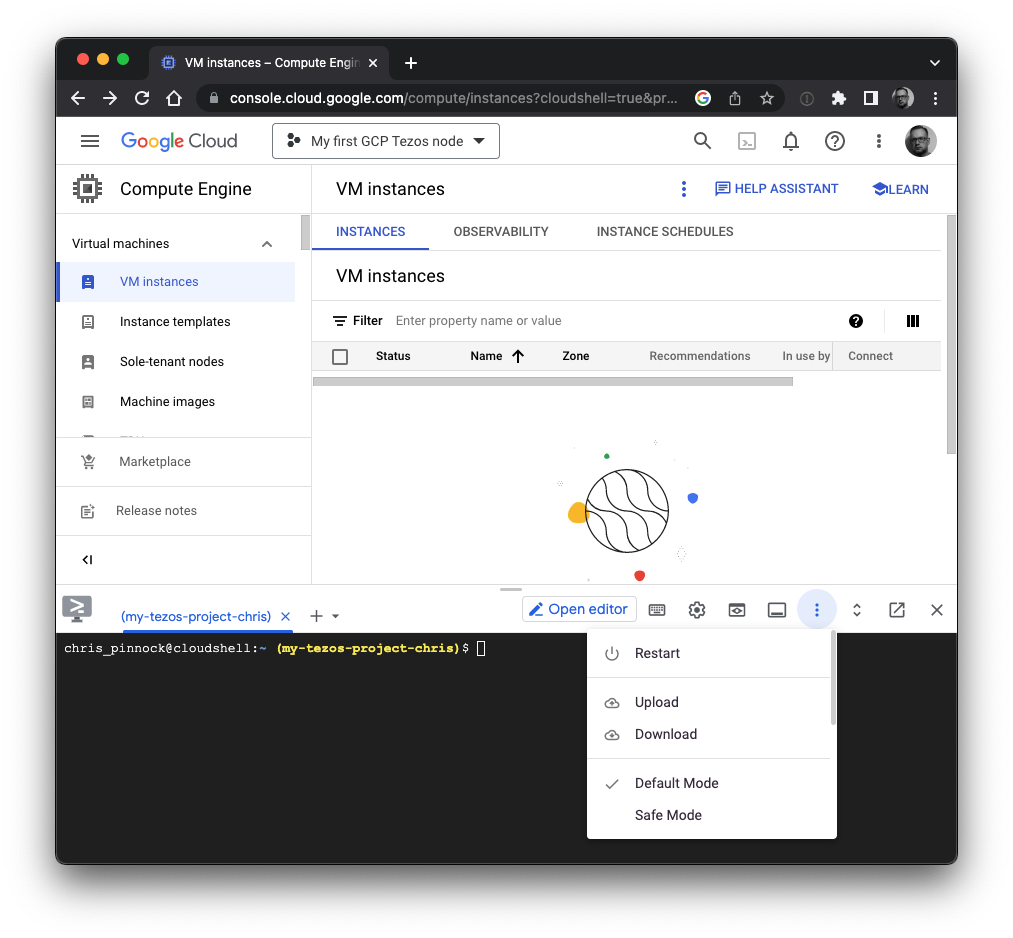 VM instances – Compute Engin
console.cloud.google.com/compute/instances?cloudshell=true&pr...
Google Cloud
My first GCP Tezos node
Compute Engine
VM instances
HELP ASSISTANT
LEARN
Virtual machines
INSTANCES
OBSERVABILITY
INSTANCE SCHEDULES
VM instances
Instance templates
Sole-tenant nodes
Machine images
Marketplace
Release notes
VM instances
Filter
Enter property name or value
Status
Name
Zone
Recommendations
In use by
Connect
(my-tezos-project-chris)
Open editor
chris_pinnock@cloudshell:~ (my-tezos-project-chris)$
Restart
Upload
Download
Default Mode
Safe Mode